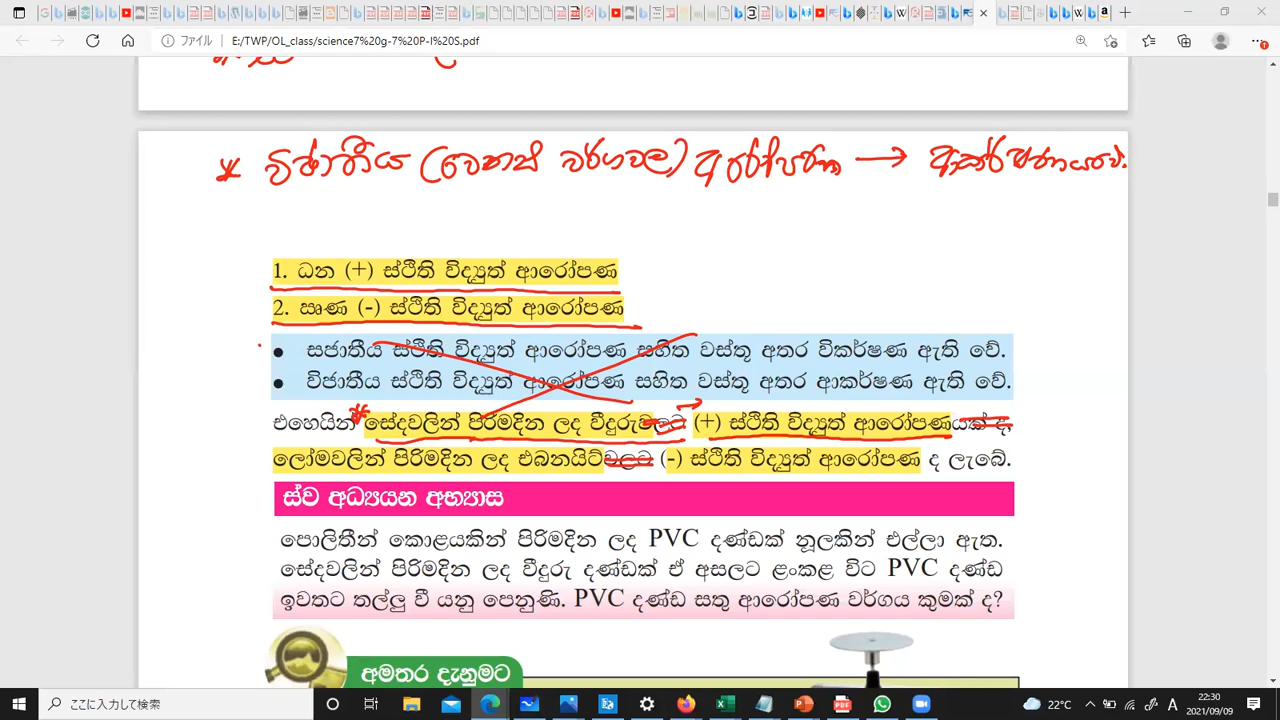 ファイル E:/TWP/OL_class/science7%20g-7%20P-I%20S.pdf
* විජාතීය (වෙනස් වර්ගවල) ආරෝපණ → ආකර්ෂණය වේ.
1. ධන (+) ස්ථිති විද්‍යුත් ආරෝපණ
2. ඍණ (-) ස්ථිති විද්‍යුත් ආරෝපණ
● සජාතීය ස්ථිති විද්‍යුත් ආරෝපණ සහිත වස්තු අතර විකර්ෂණ ඇති වේ.
● විජාතීය ස්ථිති විද්‍යුත් ආරෝපණ සහිත වස්තු අතර ආකර්ෂණ ඇති වේ.
එහෙයින් * සේදවලින් පිරිමදින ලද වීදුරුවලට → (+) ස්ථිති විද්‍යුත් ආරෝපණයක් ද,
ලෝමවලින් පිරිමදින ලද එබනයිට්වලට (-) ස්ථිති විද්‍යුත් ආරෝපණ ද ලැබේ.
ස්ව අධ්‍යයන අභ්‍යාස
පොලිතීන් කොළයකින් පිරිමදින ලද PVC දණ්ඩක් නූලකින් එල්ලා ඇත.
සේදවලින් පිරිමදින ලද වීදුරු දණ්ඩක් ඒ අසලට ළංකළ විට PVC දණ්ඩ
ඉවතට තල්ලු වී යනු පෙනුණි. PVC දණ්ඩ සතු ආරෝපණ වර්ගය කුමක් ද?
අමතර දැනුමට
ここに入力して検索
22°C
A
22:30
2021/09/09